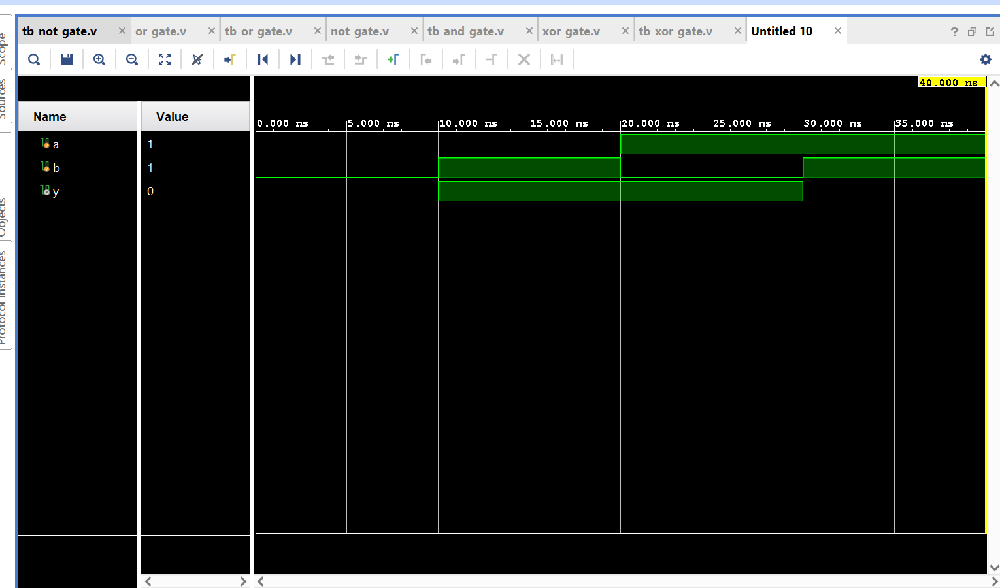 tb_not_gate.v × or_gate.v × tb_or_gate.v × not_gate.v × tb_and_gate.v × xor_gate.v × tb_xor_gate.v × Untitled 10 × ?
Scope
Sources
Objects
Protocol Instances
40.000 ns
Name Value
0.000 ns 5.000 ns 10.000 ns 15.000 ns 20.000 ns 25.000 ns 30.000 ns 35.000 ns
a 1
b 1
y 0